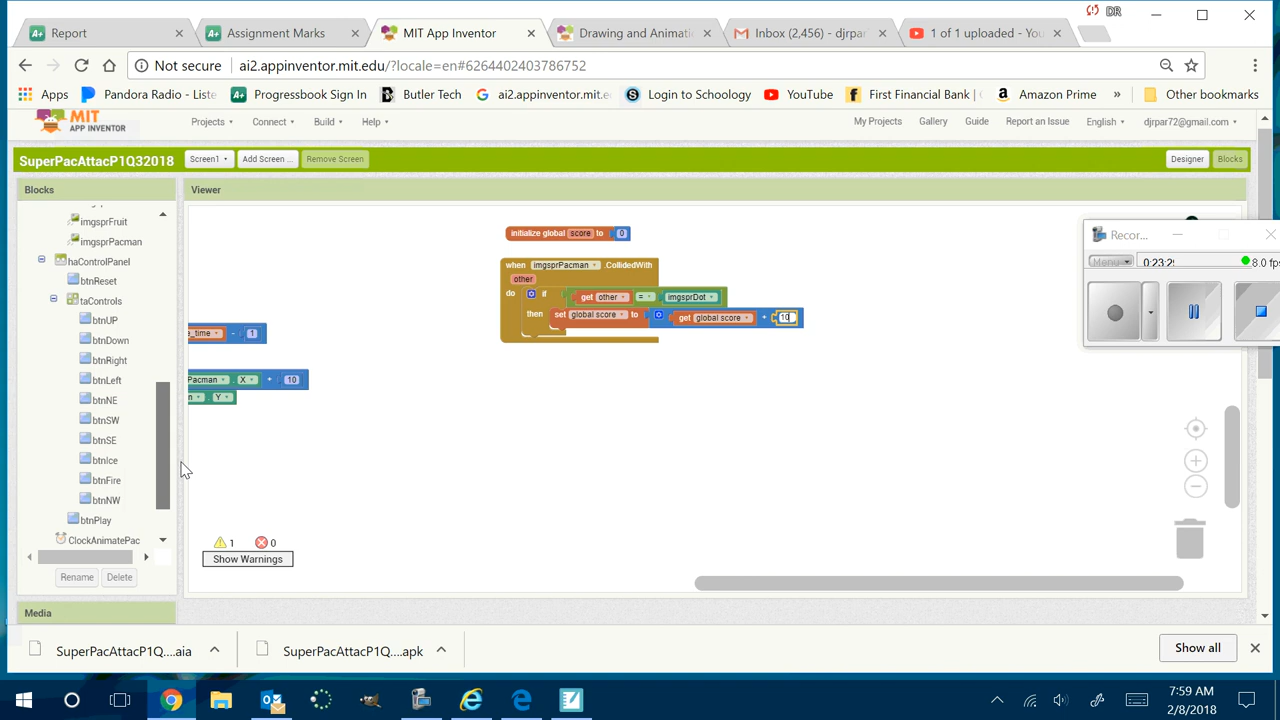 DR
Report
Assignment Marks
MIT App Inventor
Drawing and Animati
Inbox (2,456) - djrpar
1 of 1 uploaded - You
Not secure
ai2.appinventor.mit.edu/?locale=en#6264402403786752
Apps
Pandora Radio - Liste
Progressbook Sign In
Butler Tech
ai2.appinventor.mit.e
Login to Schoology
YouTube
First Financial Bank
Amazon Prime
»
Other bookmarks
MIT
APP INVENTOR
Projects
Connect
Build
Help
My Projects
Gallery
Guide
Report an Issue
English
djrpar72@gmail.com
SuperPacAttacP1Q32018
Screen1
Add Screen ...
Remove Screen
Designer
Blocks
Blocks
Viewer
imgsprFruit
imgsprPacman
haControlPanel
btnReset
taControls
btnUP
btnDown
btnRight
btnLeft
btnNE
btnSW
btnSE
btnIce
btnFire
btnNW
btnPlay
ClockAnimatePac
Rename
Delete
Media
initialize global score to 0
when imgsprPacman .CollidedWith
other
do if get other = imgsprDot
then set global score to get global score + 10
e_time - 1
Pacman . X + 10
n . Y
1
0
Show Warnings
Recor...
Menu
0:23:2
8.0 fps
SuperPacAttacP1Q....aia
SuperPacAttacP1Q....apk
Show all
7:59 AM
2/8/2018